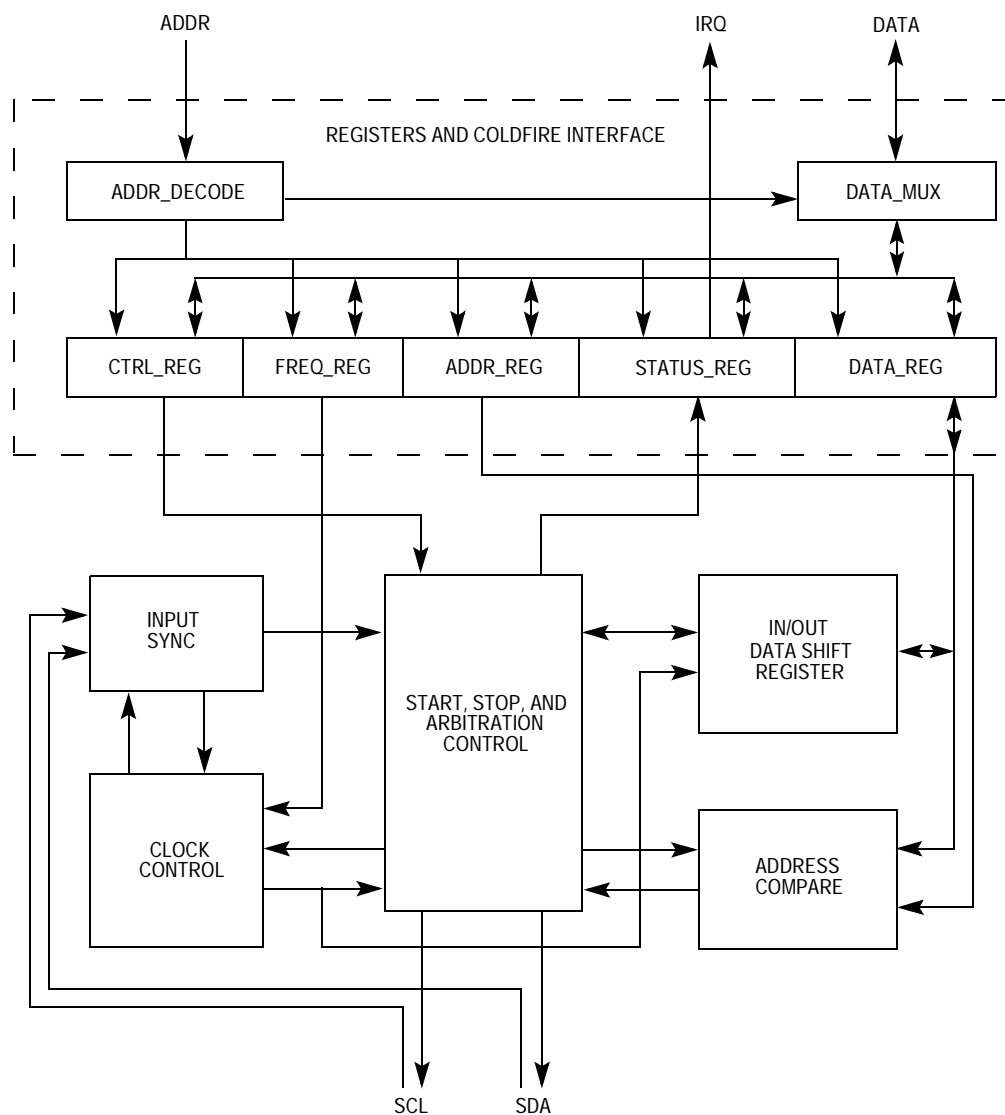 ADDR
IRQ
DATA
REGISTERS AND COLDFIRE INTERFACE
ADDR_DECODE
DATA_MUX
CTRL_REG
FREQ_REG
ADDR_REG
STATUS_REG
DATA_REG
INPUT
SYNC
START, STOP, AND
ARBITRATION
CONTROL
IN/OUT
DATA SHIFT
REGISTER
CLOCK
CONTROL
ADDRESS
COMPARE
SCL
SDA